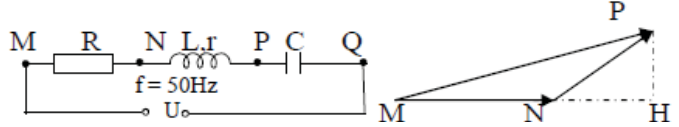 M R N L,r P C Q
f = 50Hz
U
P
M N H